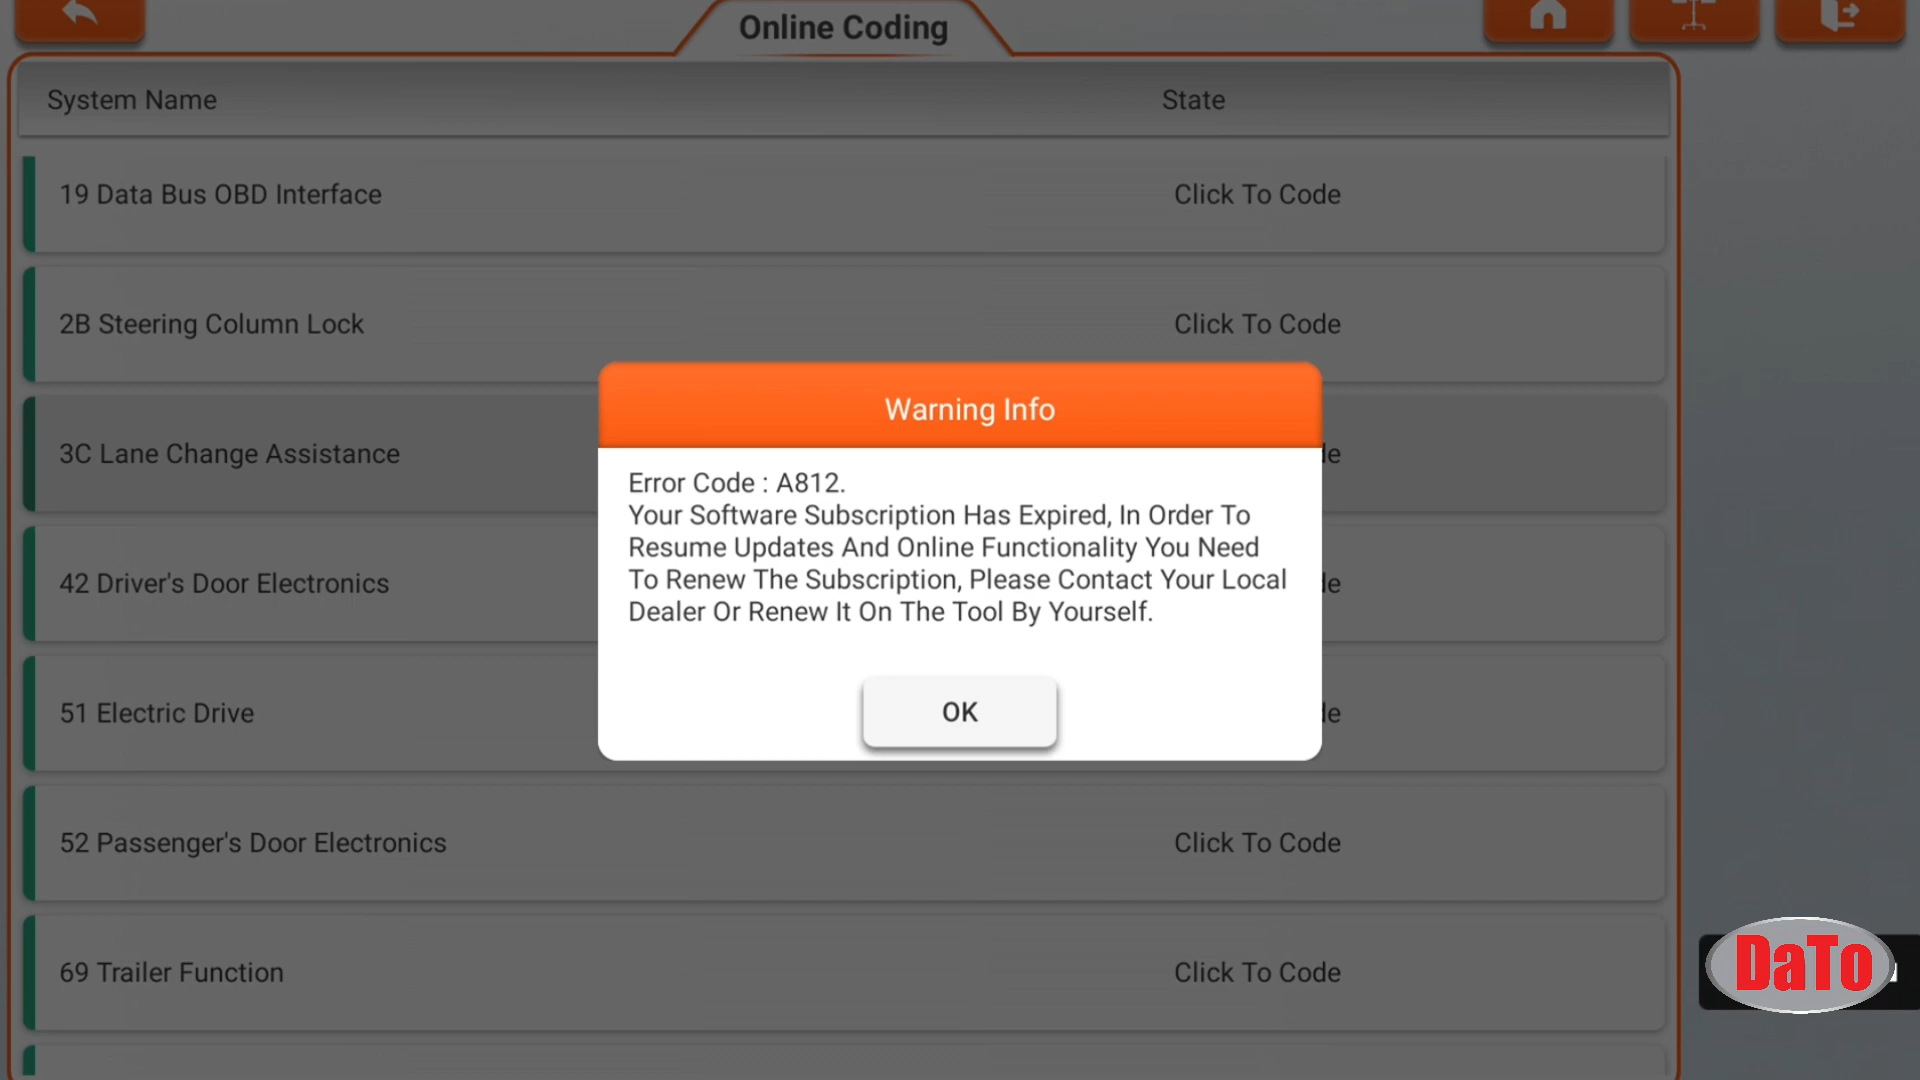 Online Coding
System Name State
19 Data Bus OBD Interface Click To Code
2B Steering Column Lock Click To Code
3C Lane Change Assistance
42 Driver's Door Electronics
51 Electric Drive
Warning Info
Error Code : A812.
Your Software Subscription Has Expired, In Order To
Resume Updates And Online Functionality You Need
To Renew The Subscription, Please Contact Your Local
Dealer Or Renew It On The Tool By Yourself.
OK
52 Passenger's Door Electronics Click To Code
69 Trailer Function Click To Code
DaTo